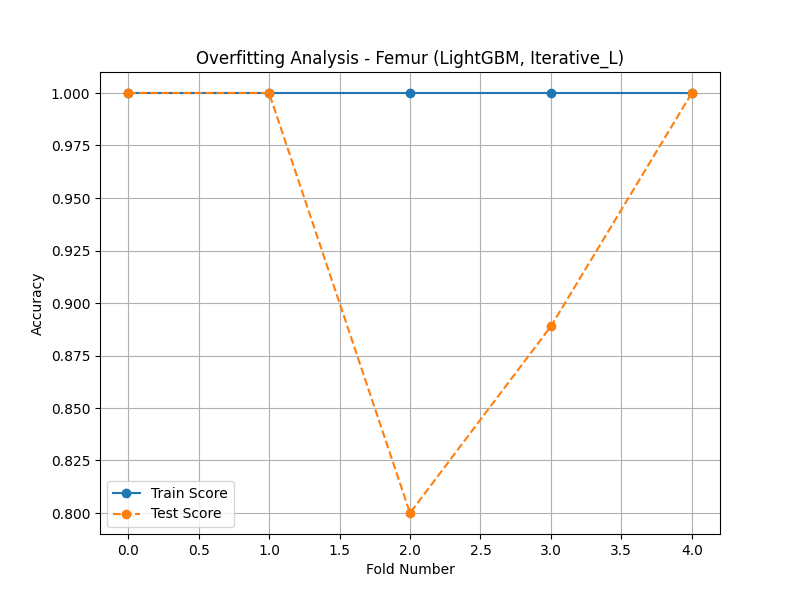 Overfitting Analysis - Femur (LightGBM, Iterative_L)
1.000
0.975
0.950
0.925
0.900
0.875
0.850
0.825
0.800
Accuracy
Train Score
Test Score
0.0 0.5 1.0 1.5 2.0 2.5 3.0 3.5 4.0
Fold Number